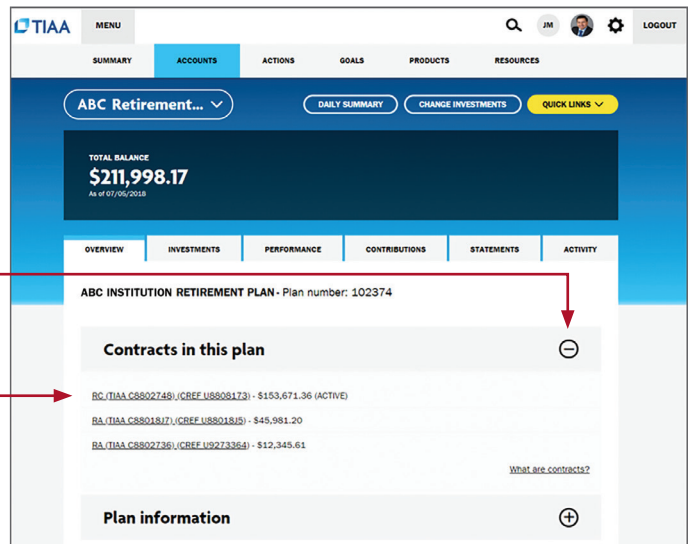 TIAA MENU JM LOGOUT
SUMMARY ACCOUNTS ACTIONS GOALS PRODUCTS RESOURCES
ABC Retirement... DAILY SUMMARY CHANGE INVESTMENTS QUICK LINKS
TOTAL BALANCE
$211,998.17
As of 07/05/2018
OVERVIEW INVESTMENTS PERFORMANCE CONTRIBUTIONS STATEMENTS ACTIVITY
ABC INSTITUTION RETIREMENT PLAN - Plan number: 102374
Contracts in this plan
RC (TIAA C8802748) (CREF U8808173) - $153,671.36 (ACTIVE)
RA (TIAA C88018J7) (CREF U88018J5) - $45,981.20
RA (TIAA C8802736) (CREF U9273364) - $12,345.61
What are contracts?
Plan information